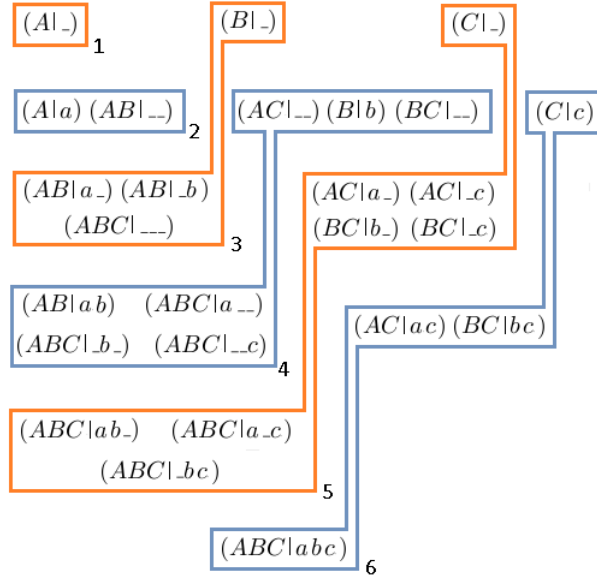 (A|_) (B|_) (C|_)
1
(A|a) (AB|__) (AC|__) (B|b) (BC|__) (C|c)
2
(AB|a_) (AB|_b) (AC|a_) (AC|_c)
(ABC|___) (BC|b_) (BC|_c)
3
(AB|ab) (ABC|a__) (AC|ac) (BC|bc)
(ABC|_b_) (ABC|__c)
4
(ABC|ab_) (ABC|a_c)
(ABC|_bc)
5
(ABC|abc)
6